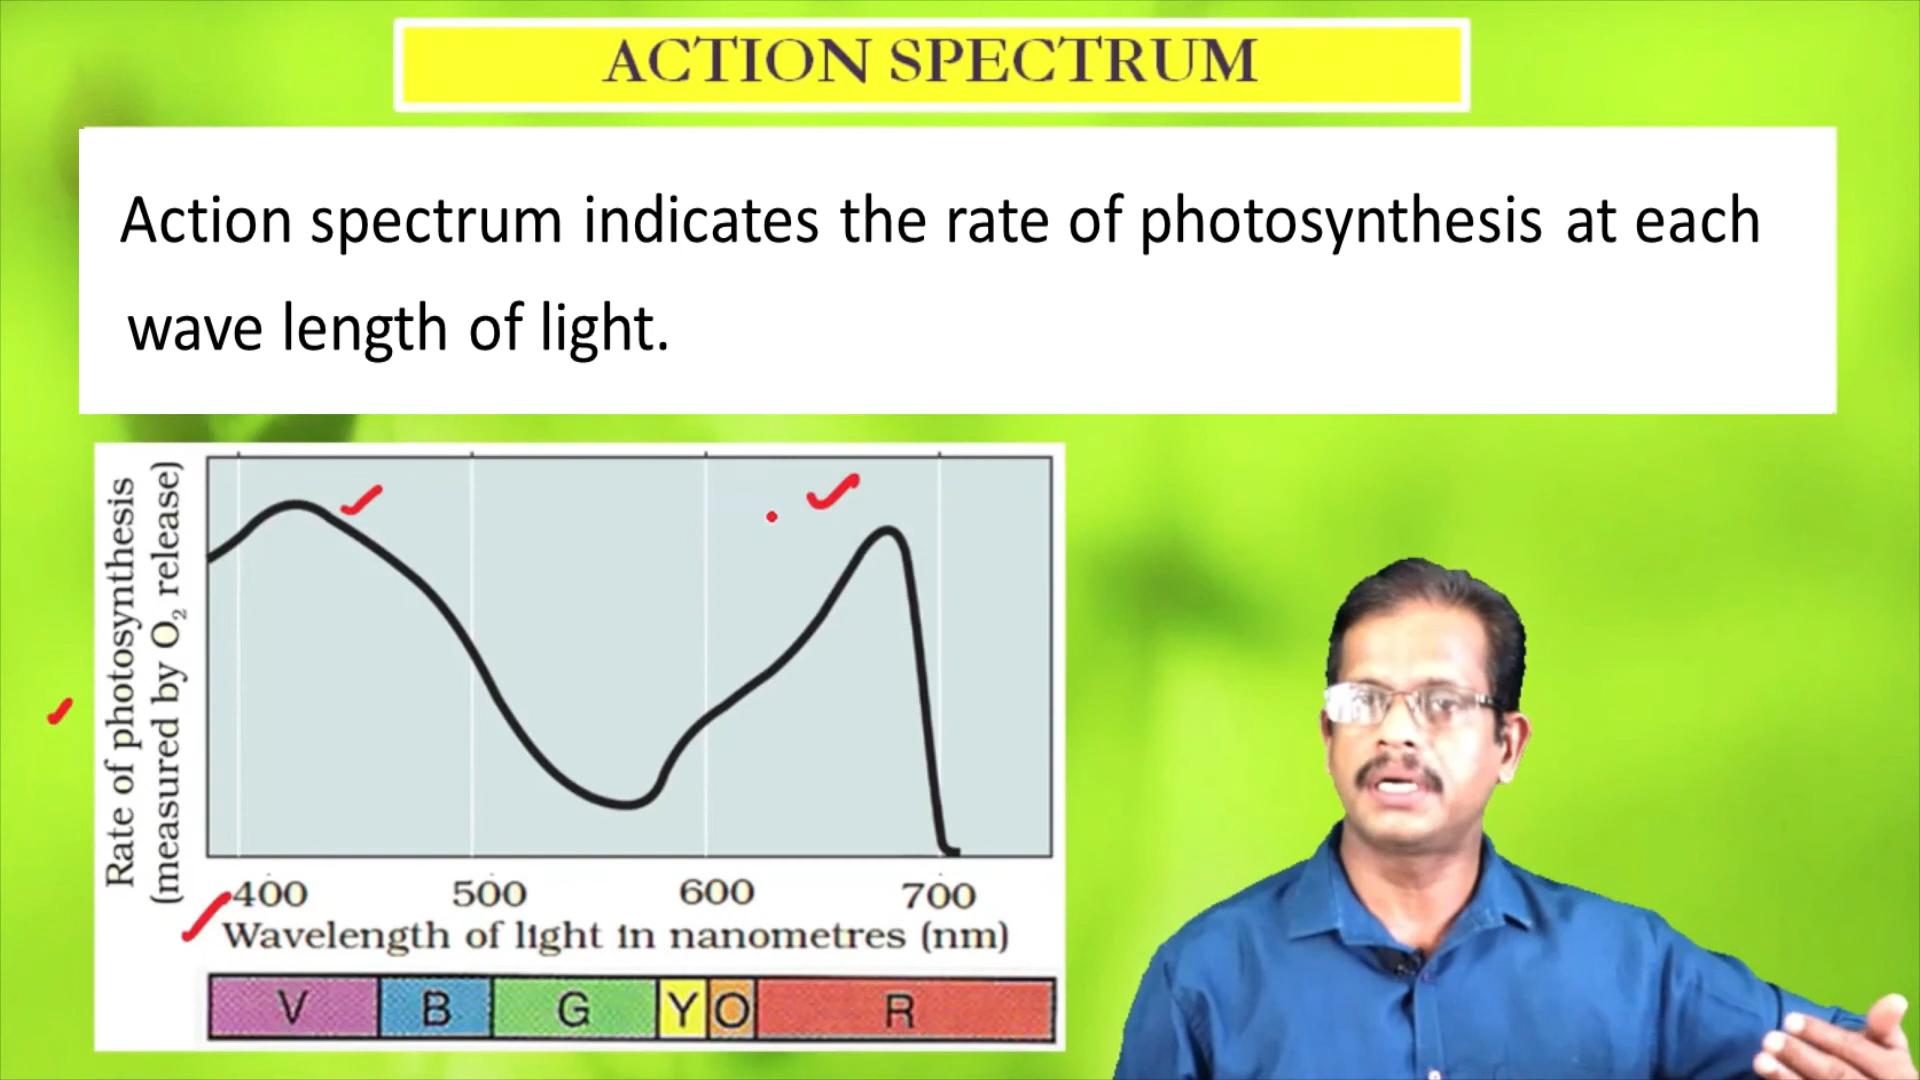 ACTION SPECTRUM
Action spectrum indicates the rate of photosynthesis at each
wave length of light.
Rate of photosynthesis
(measured by O₂ release)
400 500 600 700
Wavelength of light in nanometres (nm)
V B G Y O R